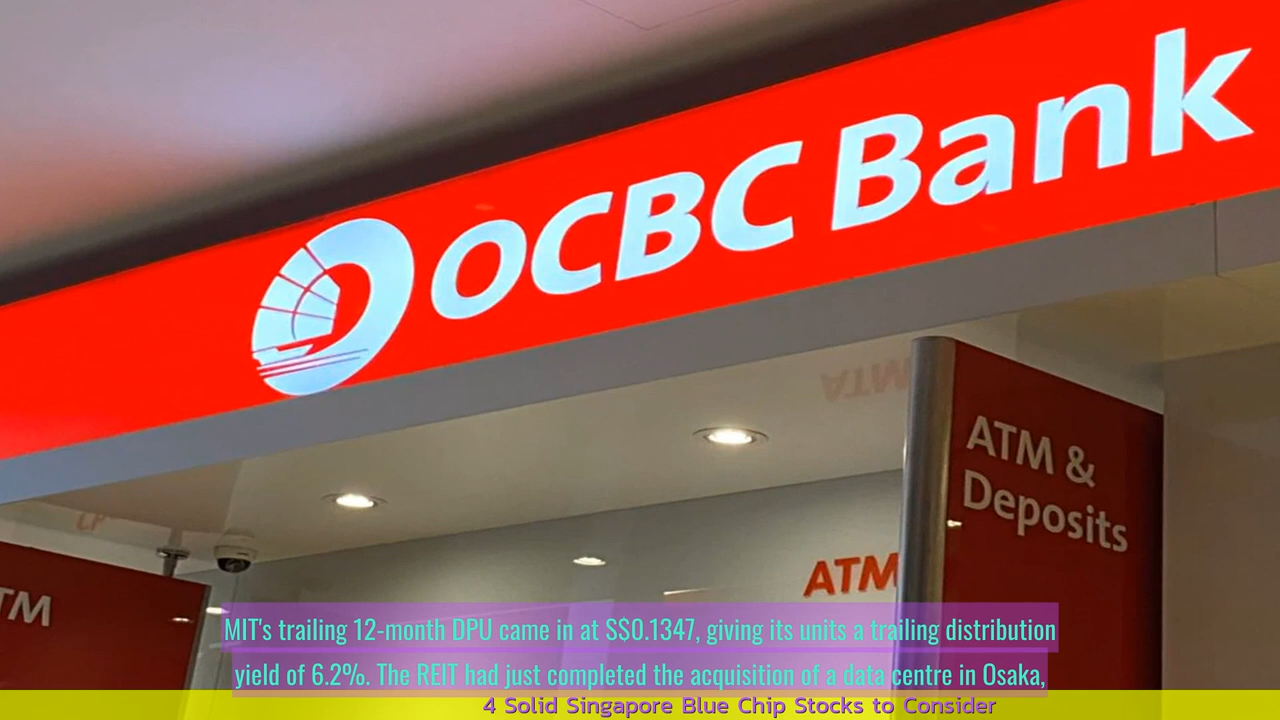 OCBC Bank
ATM
ATM &
Deposits
ATM
TM
MIT's trailing 12-month DPU came in at S$0.1347, giving its units a trailing distribution
yield of 6.2%. The REIT had just completed the acquisition of a data centre in Osaka,
4 Solid Singapore Blue Chip Stocks to Consider